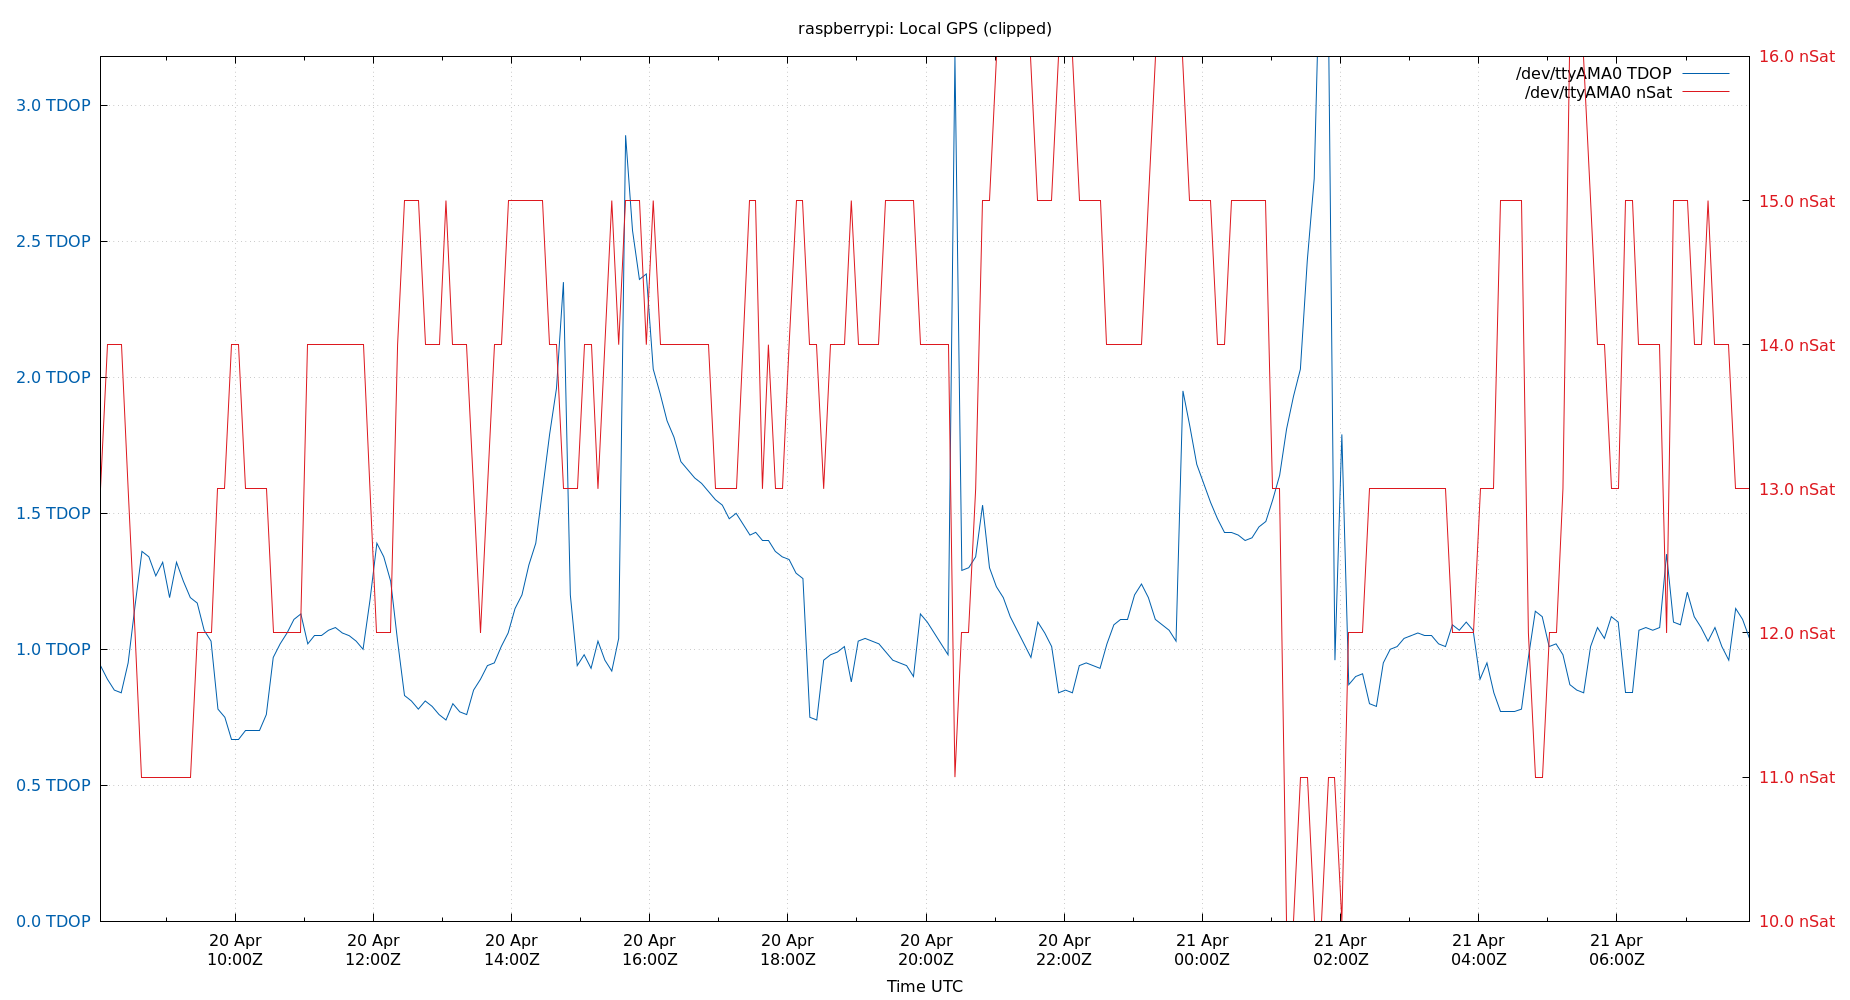 raspberrypi: Local GPS (clipped)
/dev/ttyAMA0 TDOP
/dev/ttyAMA0 nSat
3.0 TDOP
2.5 TDOP
2.0 TDOP
1.5 TDOP
1.0 TDOP
0.5 TDOP
0.0 TDOP
16.0 nSat
15.0 nSat
14.0 nSat
13.0 nSat
12.0 nSat
11.0 nSat
10.0 nSat
20 Apr
10:00Z
20 Apr
12:00Z
20 Apr
14:00Z
20 Apr
16:00Z
20 Apr
18:00Z
20 Apr
20:00Z
20 Apr
22:00Z
21 Apr
00:00Z
21 Apr
02:00Z
21 Apr
04:00Z
21 Apr
06:00Z
Time UTC